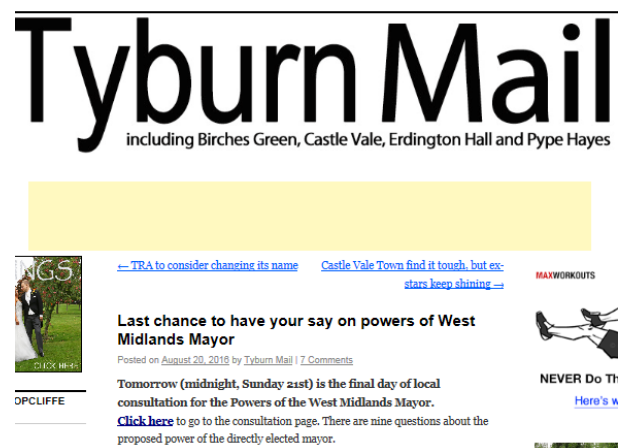 Tyburn Mail
including Birches Green, Castle Vale, Erdington Hall and Pype Hayes
← TRA to consider changing its name
Castle Vale Town find it tough, but ex-
stars keep shining →
NGS
CLICK HERE
OPCLIFFE
Last chance to have your say on powers of West
Midlands Mayor
Posted on August 20, 2016 by Tyburn Mail | 7 Comments
Tomorrow (midnight, Sunday 21st) is the final day of local
consultation for the Powers of the West Midlands Mayor.
Click here to go to the consultation page. There are nine questions about the
proposed power of the directly elected mayor.
MAXWORKOUTS
NEVER Do Th
Here's w